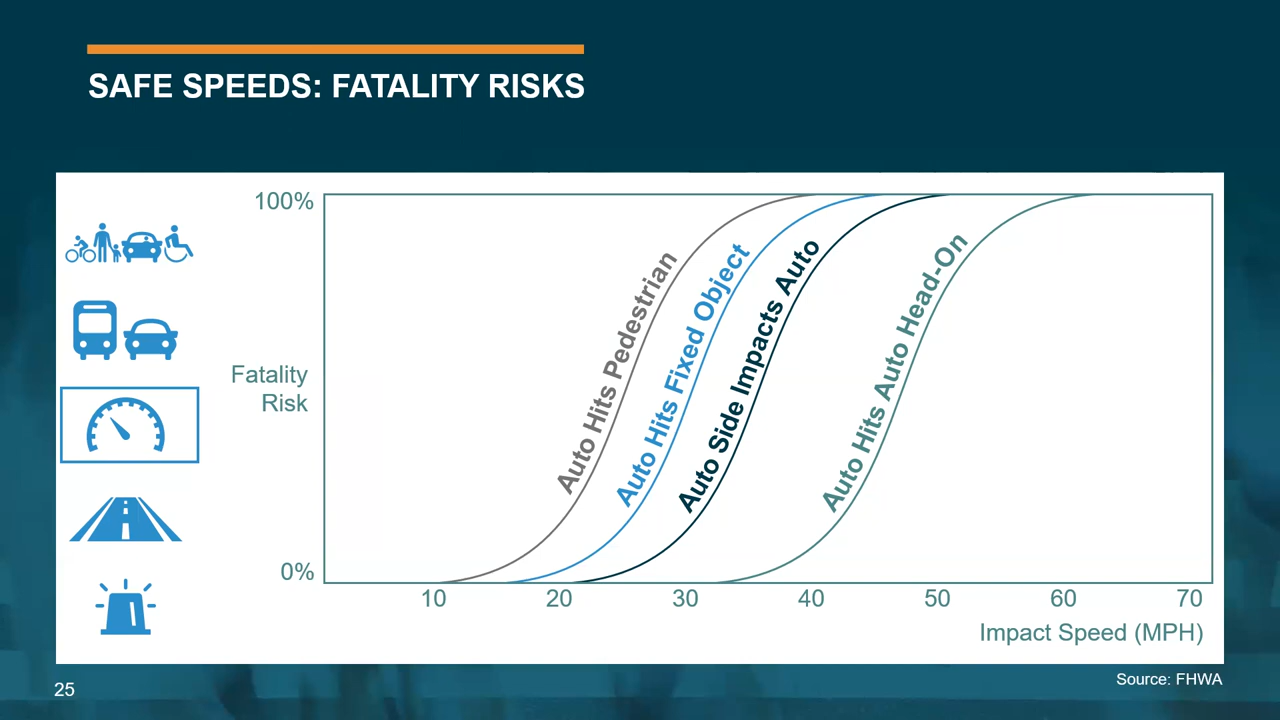 SAFE SPEEDS: FATALITY RISKS
100%
Fatality
Risk
0%
Auto Hits Pedestrian
Auto Hits Fixed Object
Auto Side Impacts Auto
Auto Hits Auto Head-On
10 20 30 40 50 60 70
Impact Speed (MPH)
25
Source: FHWA